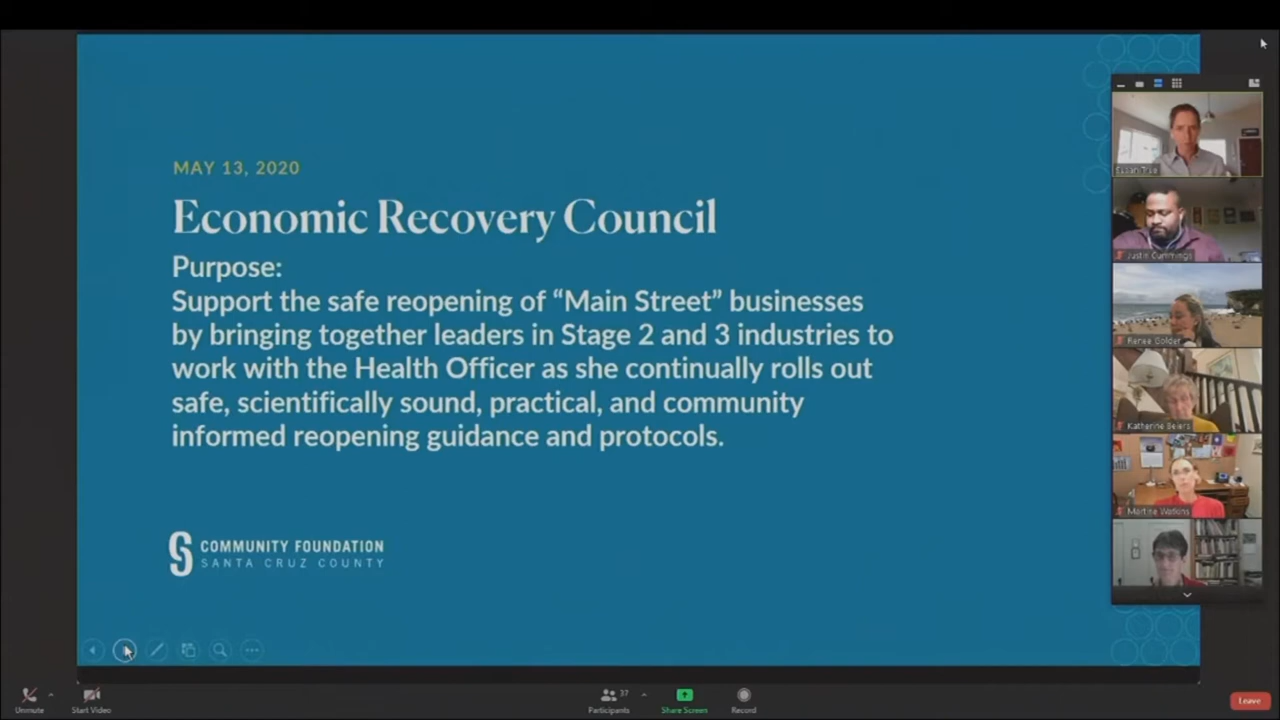 MAY 13, 2020
Economic Recovery Council
Purpose:
Support the safe reopening of “Main Street” businesses
by bringing together leaders in Stage 2 and 3 industries to
work with the Health Officer as she continually rolls out
safe, scientifically sound, practical, and community
informed reopening guidance and protocols.
COMMUNITY FOUNDATION
SANTA CRUZ COUNTY
Susan True
Justin Cummings
Renee Golder
Katherine Beiers
Martine Watkins
Unmute
Start Video
37
Participants
Share Screen
Record
Leave